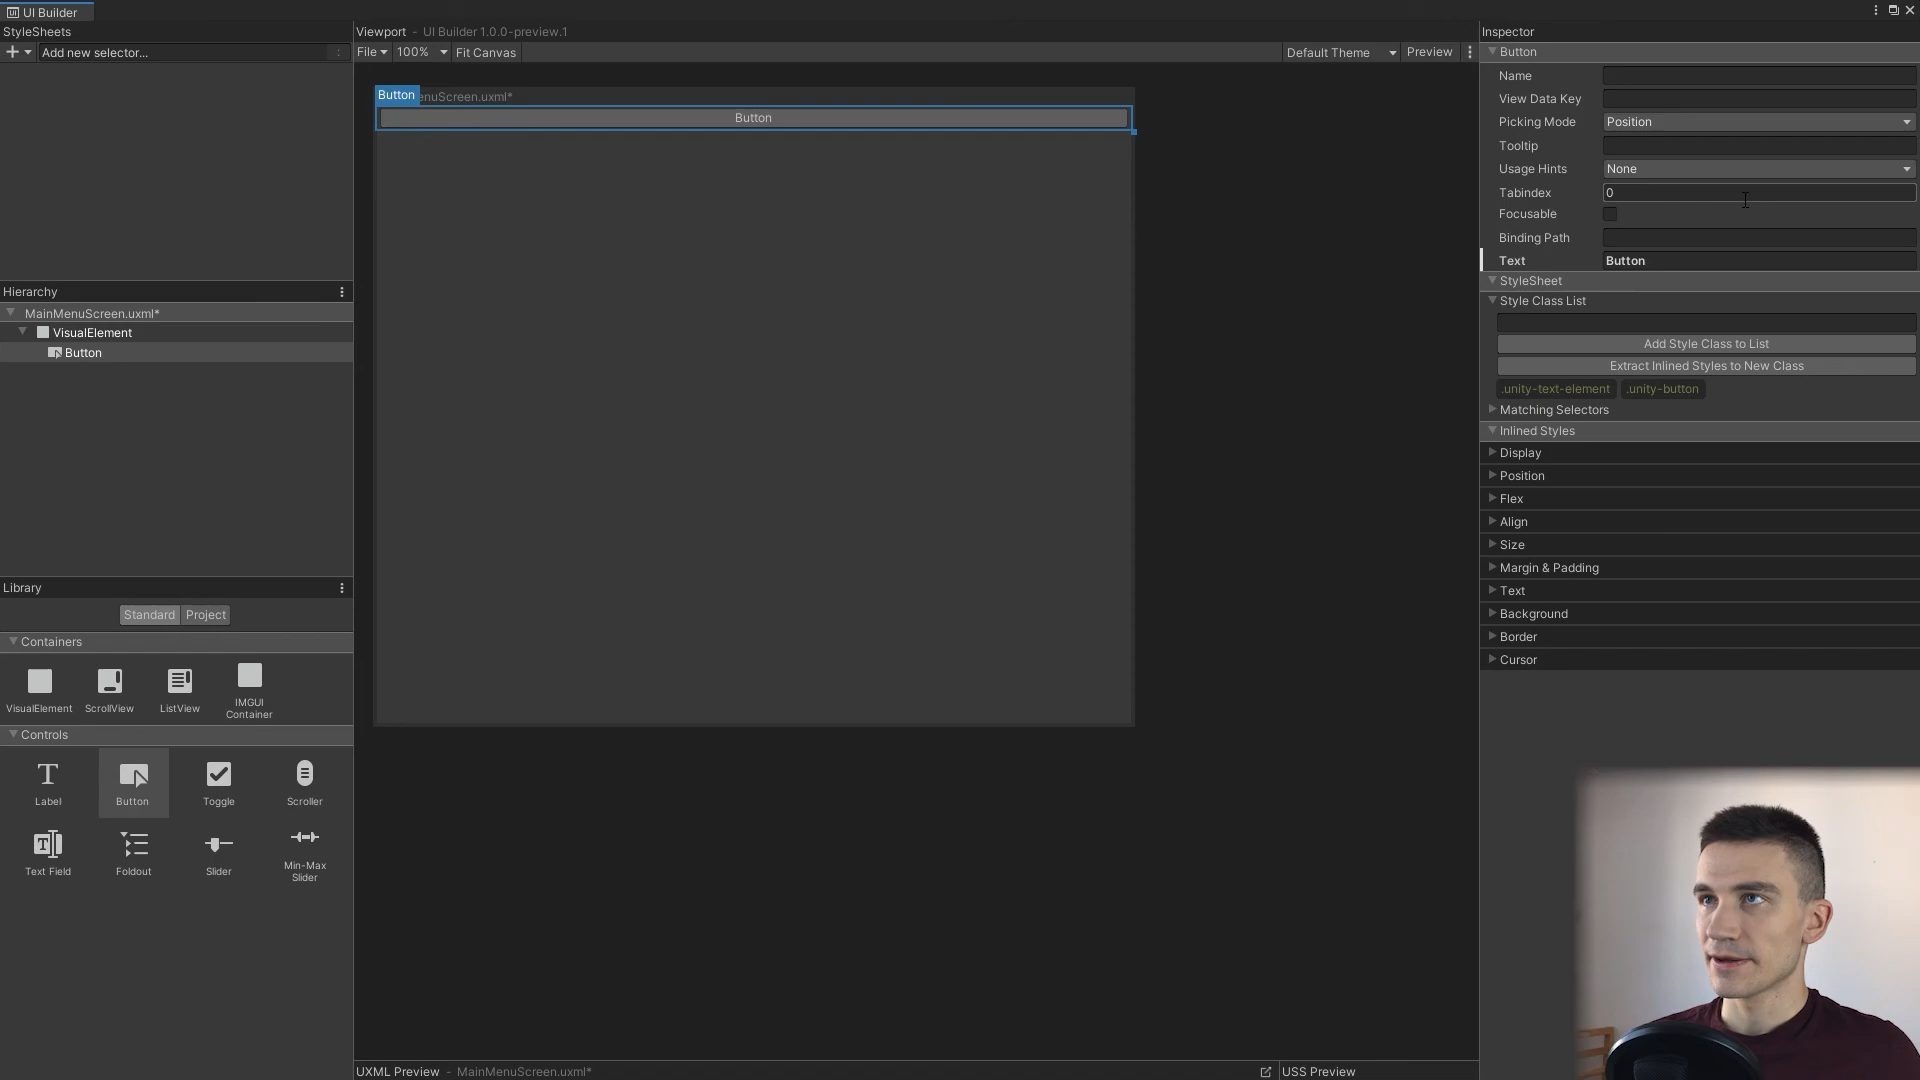 UI Builder
StyleSheets
Add new selector...
Hierarchy
MainMenuScreen.uxml*
VisualElement
Button
Library
Standard Project
Containers
VisualElement ScrollView ListView IMGUI Container
Controls
Label Button Toggle Scroller
Text Field Foldout Slider Min-Max Slider
Viewport - UI Builder 1.0.0-preview.1
File 100% Fit Canvas Default Theme Preview
Button enuScreen.uxml*
Button
UXML Preview - MainMenuScreen.uxml* USS Preview
Inspector
Button
Name
View Data Key
Picking Mode Position
Tooltip
Usage Hints None
Tabindex 0
Focusable
Binding Path
Text Button
StyleSheet
Style Class List
Add Style Class to List
Extract Inlined Styles to New Class
.unity-text-element .unity-button
Matching Selectors
Inlined Styles
Display
Position
Flex
Align
Size
Margin & Padding
Text
Background
Border
Cursor